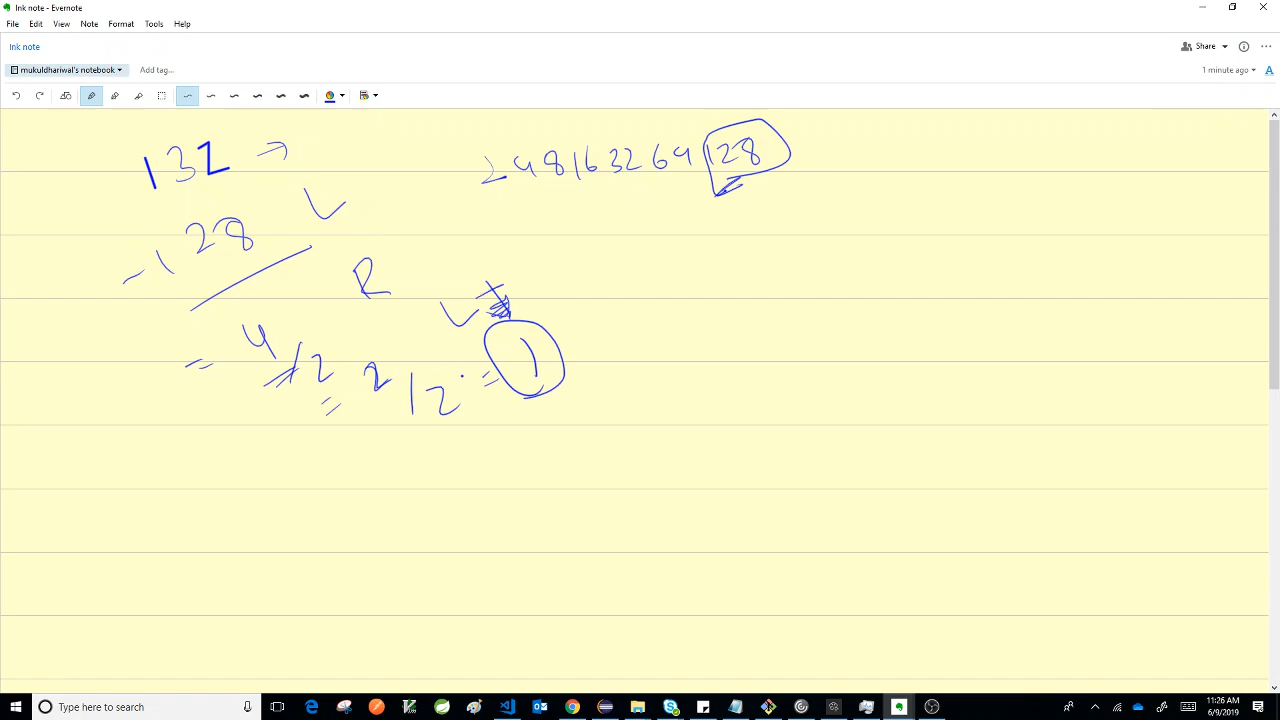 Ink note - Evernote
File Edit View Note Format Tools Help
Ink note
Share
mukuldhariwal's notebook Add tag...
1 minute ago
132 → 2 4 8 16 32 64 128
L
- 128
R
L
= 4/2 2/2 = 1
Type here to search
11:26 AM
6/9/2019